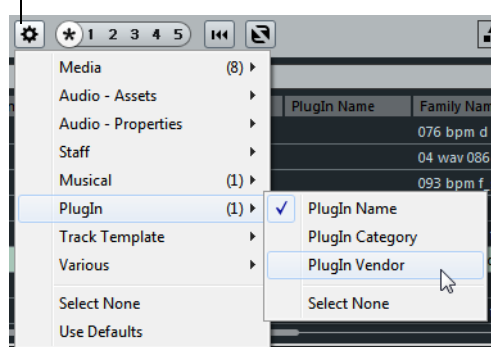 * 1 2 3 4 5
Media (8)
Audio - Assets
Audio - Properties
Staff
Musical (1)
PlugIn (1)
Track Template
Various
Select None
Use Defaults
PlugIn Name
PlugIn Category
PlugIn Vendor
Select None
PlugIn Name Family Nam
076 bpm d
04 wav 086
093 bpm f_